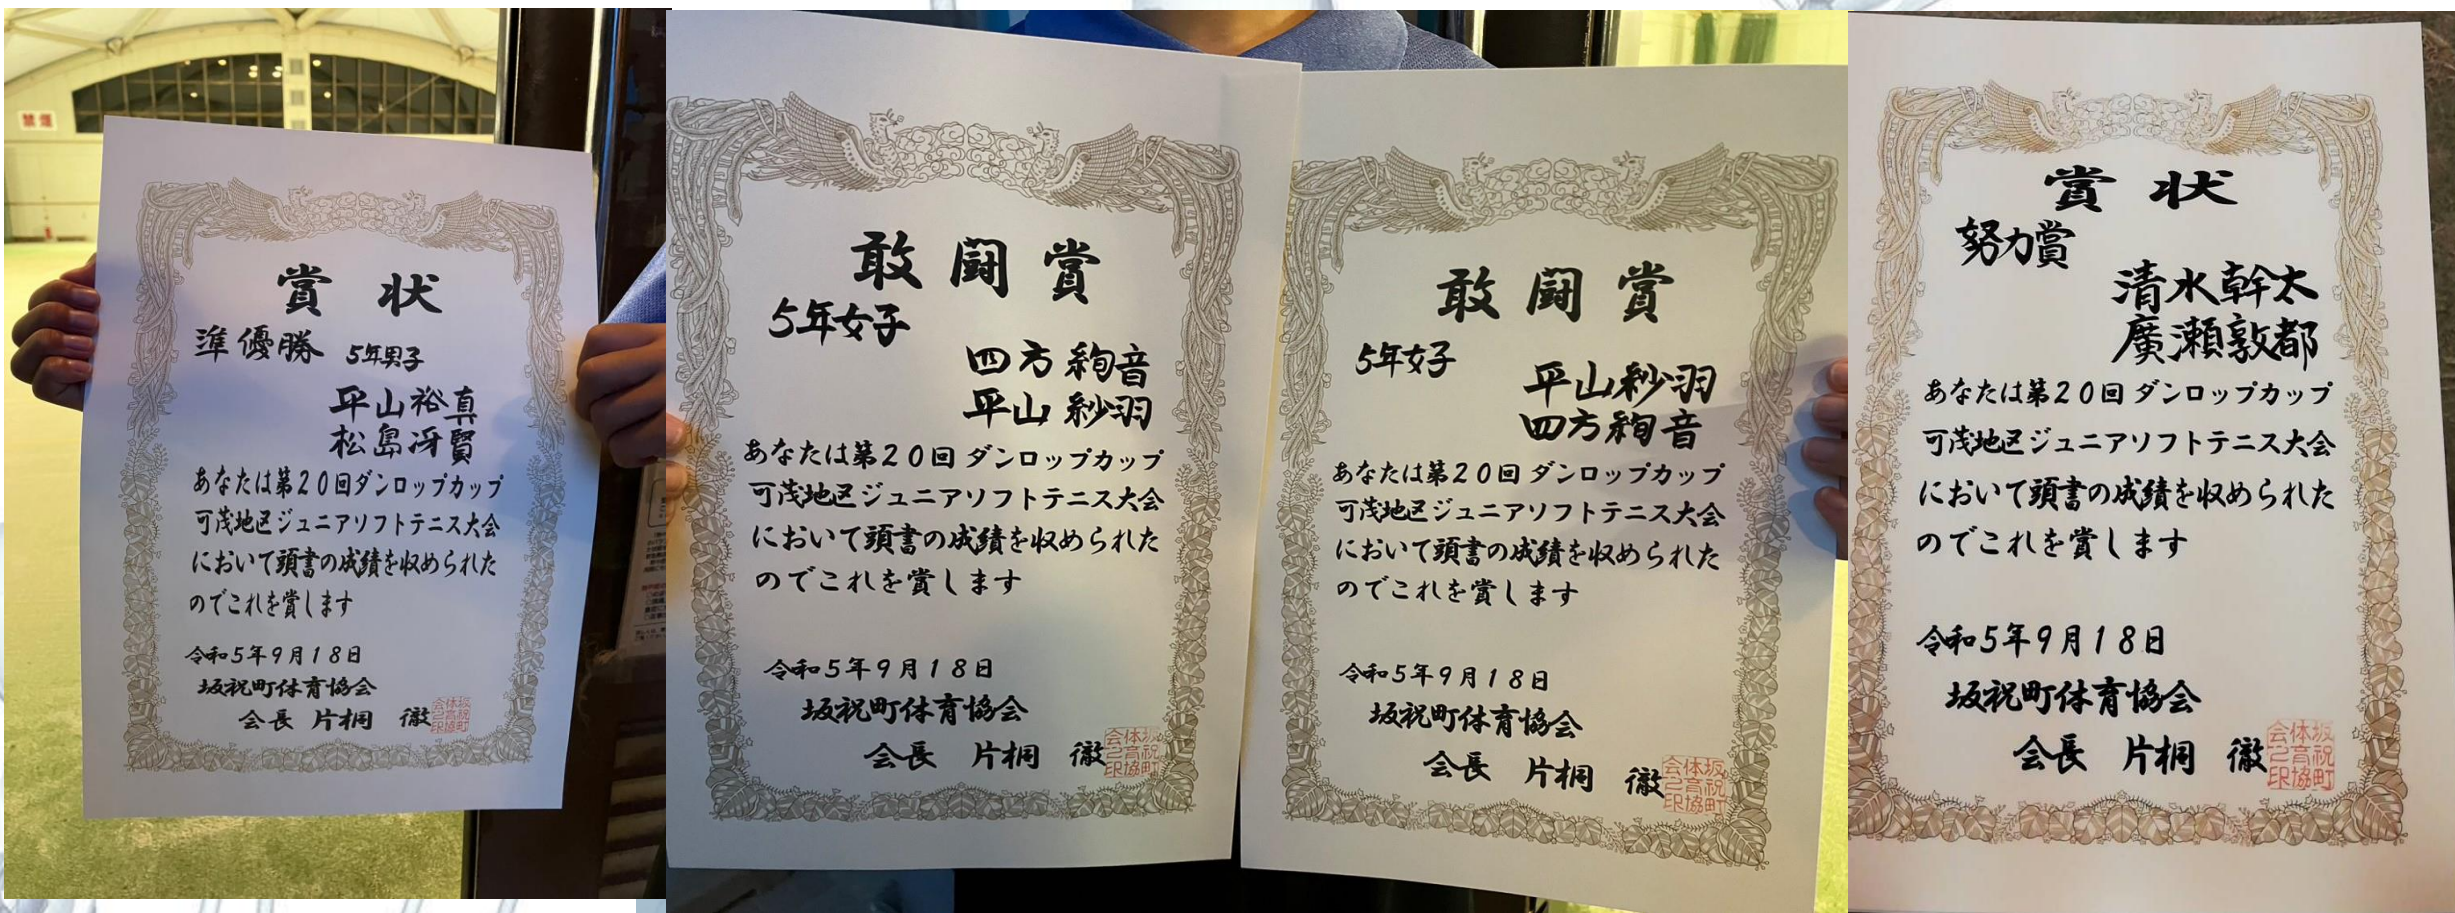 禁煙
賞状
準優勝 5年男子
平山裕真
松島冴賢
あなたは第20回ダンロップカップ
可茂地区ジュニアソフトテニス大会
において頭書の成績を収められた
のでこれを賞します
令和5年9月18日
坂祝町体育協会
会長 片桐 徹
敢闘賞
5年女子
四方絢音
平山紗羽
あなたは第20回ダンロップカップ
可茂地区ジュニアソフトテニス大会
において頭書の成績を収められた
のでこれを賞します
令和5年9月18日
坂祝町体育協会
会長 片桐 徹
敢闘賞
5年女子
平山紗羽
四方絢音
あなたは第20回ダンロップカップ
可茂地区ジュニアソフトテニス大会
において頭書の成績を収められた
のでこれを賞します
令和5年9月18日
坂祝町体育協会
会長 片桐 徹
賞状
努力賞
清水幹太
廣瀬敦都
あなたは第20回ダンロップカップ
可茂地区ジュニアソフトテニス大会
において頭書の成績を収められた
のでこれを賞します
令和5年9月18日
坂祝町体育協会
会長 片桐 徹